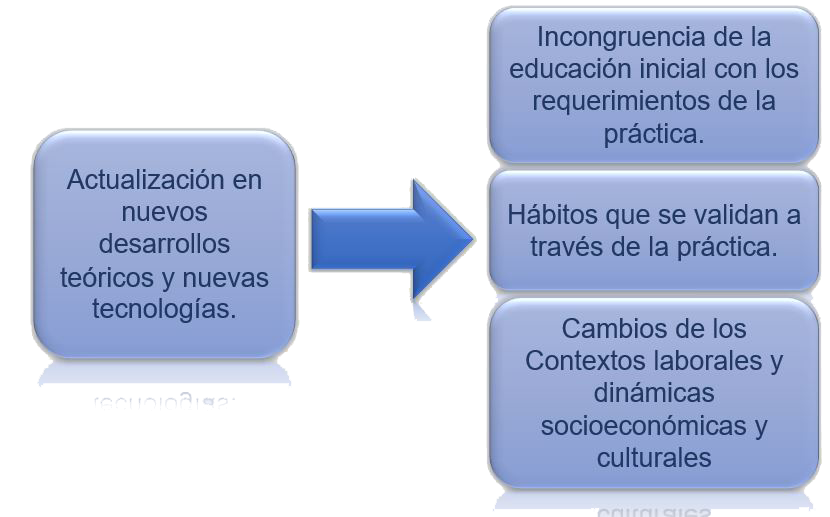 Actualización en
nuevos
desarrollos
teóricos y nuevas
tecnologías.
Incongruencia de la
educación inicial con los
requerimientos de la
práctica.
Hábitos que se validan a
través de la práctica.
Cambios de los
Contextos laborales y
dinámicas
socioeconómicas y
culturales